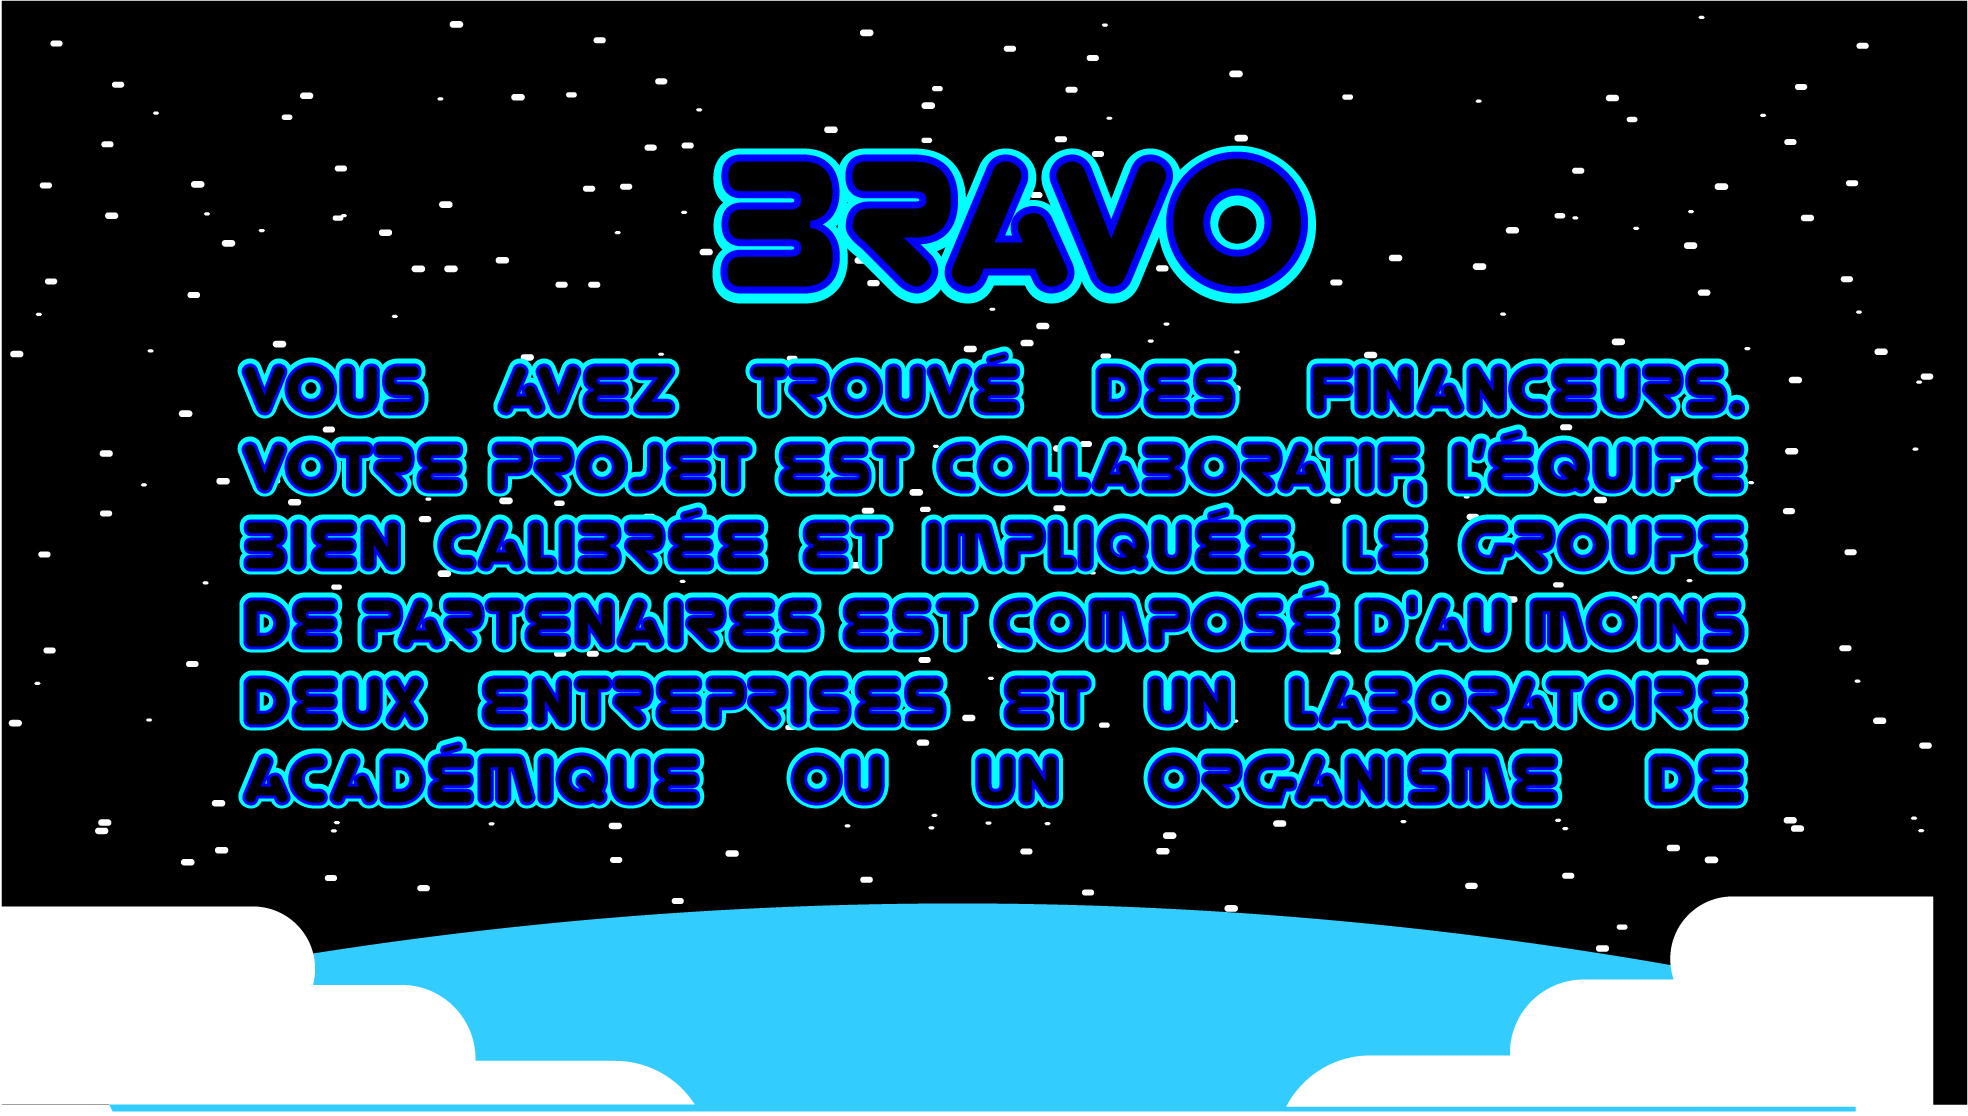 BRAVO
VOUS AVEZ TROUVÉ DES FINANCEURS.
VOTRE PROJET EST COLLABORATIF, L'ÉQUIPE
BIEN CALIBRÉE ET IMPLIQUÉE. LE GROUPE
DE PARTENAIRES EST COMPOSÉ D'AU MOINS
DEUX ENTREPRISES ET UN LABORATOIRE
ACADÉMIQUE OU UN ORGANISME DE